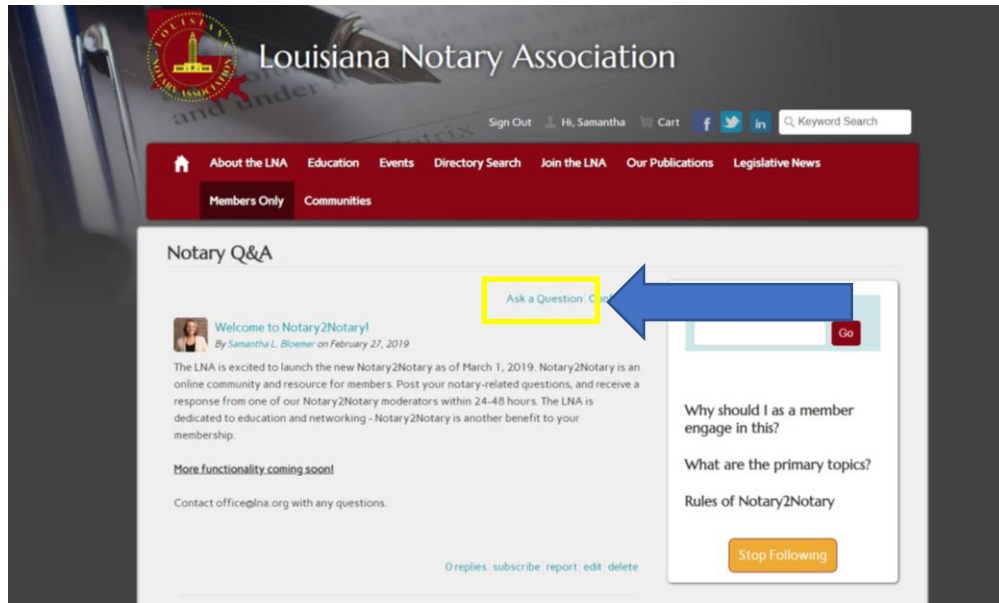 LOUISIANA
NOTARY ASSOCIATION
Louisiana Notary Association
and under
Sign Out Hi, Samantha Cart f in Keyword Search
About the LNA Education Events Directory Search Join the LNA Our Publications Legislative News
Members Only Communities
Notary Q&A
Ask a Question
Welcome to Notary2Notary!
By Samantha L. Bloemer on February 27, 2019
The LNA is excited to launch the new Notary2Notary as of March 1, 2019. Notary2Notary is an
online community and resource for members. Post your notary-related questions, and receive a
response from one of our Notary2Notary moderators within 24-48 hours. The LNA is
dedicated to education and networking - Notary2Notary is another benefit to your
membership.
More functionality coming soon!
Contact office@lna.org with any questions.
0 replies subscribe report edit delete
Go
Why should I as a member
engage in this?
What are the primary topics?
Rules of Notary2Notary
Stop Following